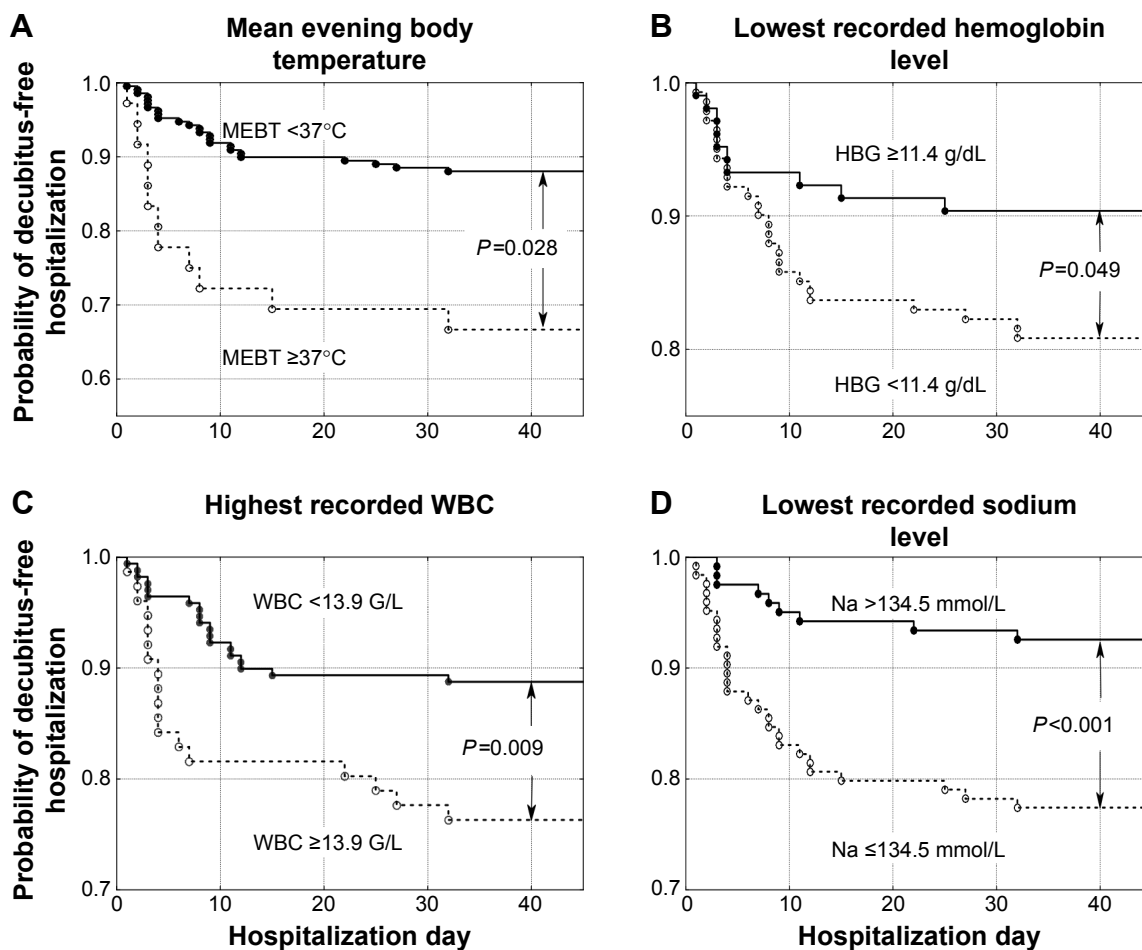 A
Mean evening body
temperature
Probability of decubitus-free
hospitalization
1.0
0.9
0.8
0.7
0.6
MEBT <37°C
P=0.028
MEBT ≥37°C
0
10
20
30
40
B
Lowest recorded hemoglobin
level
1.0
0.9
0.8
HBG ≥11.4 g/dL
P=0.049
HBG <11.4 g/dL
0
10
20
30
40
C
Highest recorded WBC
Probability of decubitus-free
hospitalization
1.0
0.9
0.8
0.7
WBC <13.9 G/L
P=0.009
WBC ≥13.9 G/L
0
10
20
30
40
Hospitalization day
D
Lowest recorded sodium
level
1.0
0.9
0.8
0.7
Na >134.5 mmol/L
P<0.001
Na ≤134.5 mmol/L
0
10
20
30
40
Hospitalization day